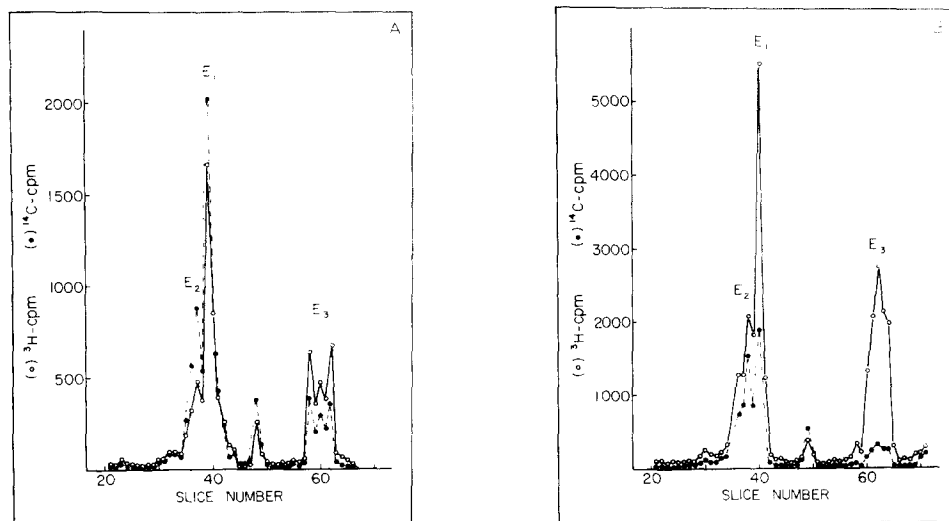 A
E₁
2000
E₂
1500
1000
E₃
500
(○) ³H-cpm (●) ¹⁴C-cpm
20 40 60
SLICE NUMBER
B
E₁
5000
4000
E₂
3000
E₃
2000
1000
(○) ³H-cpm (●) ¹⁴C-cpm
20 40 60
SLICE NUMBER